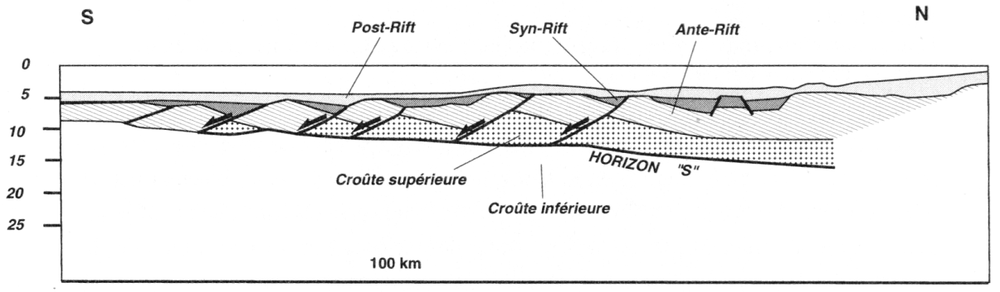 S
N
Post-Rift
Syn-Rift
Ante-Rift
0
5
10
15
20
25
HORIZON "S"
Croûte supérieure
Croûte inférieure
100 km